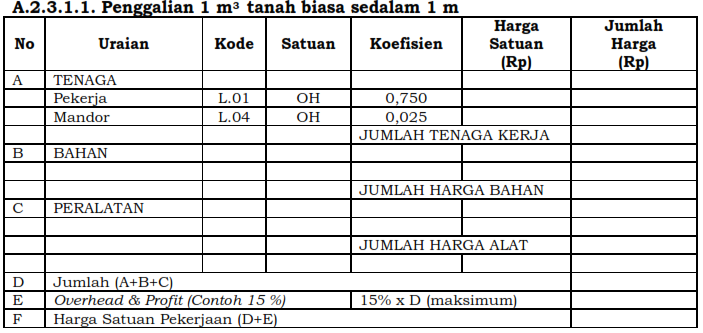 A.2.3.1.1. Penggalian 1 m³ tanah biasa sedalam 1 m
No Uraian Kode Satuan Koefisien Harga Satuan (Rp) Jumlah Harga (Rp)
A TENAGA
Pekerja L.01 OH 0,750
Mandor L.04 OH 0,025
JUMLAH TENAGA KERJA
B BAHAN
JUMLAH HARGA BAHAN
C PERALATAN
JUMLAH HARGA ALAT
D Jumlah (A+B+C)
E Overhead & Profit (Contoh 15 %) 15% x D (maksimum)
F Harga Satuan Pekerjaan (D+E)